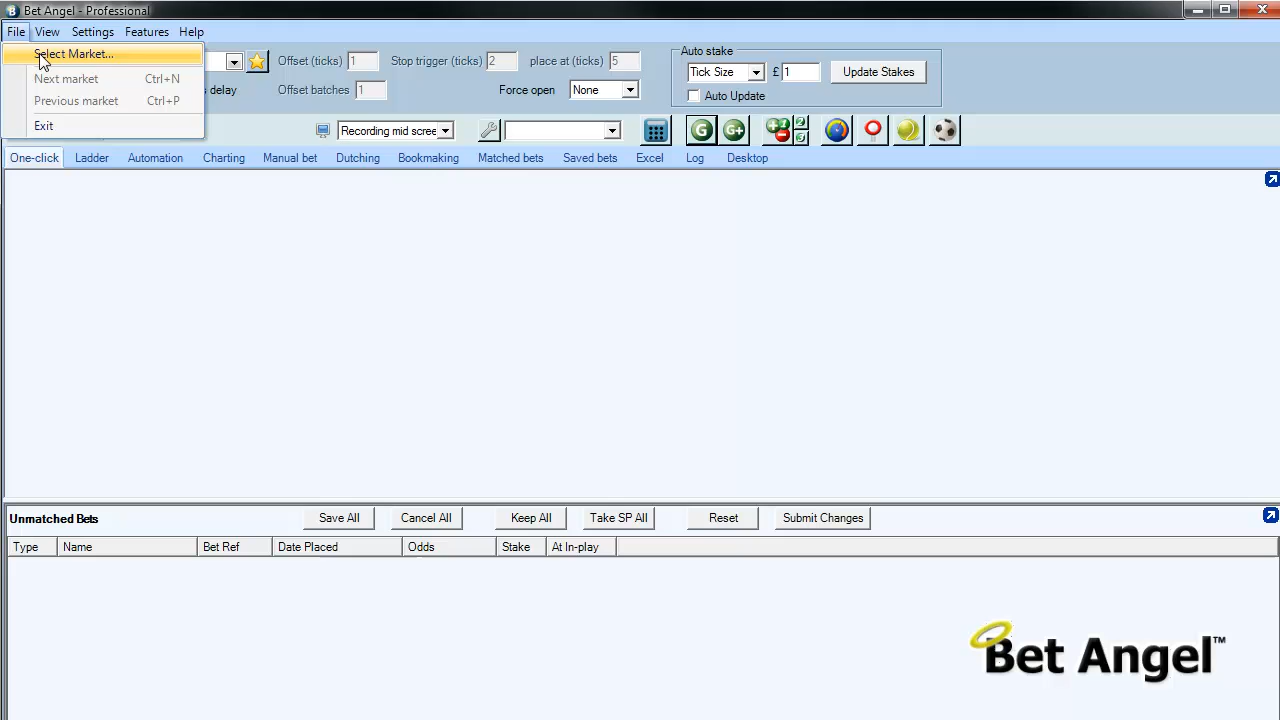 Bet Angel - Professional
File View Settings Features Help
Select Market...
Next market Ctrl+N
Previous market Ctrl+P
Exit
Offset (ticks) 1 Stop trigger (ticks) 2 place at (ticks) 5
s delay Offset batches 1 Force open None
Auto stake
Tick Size £ 1 Update Stakes
Auto Update
Recording mid scree
G G+
One-click Ladder Automation Charting Manual bet Dutching Bookmaking Matched bets Saved bets Excel Log Desktop
Unmatched Bets Save All Cancel All Keep All Take SP All Reset Submit Changes
Type Name Bet Ref Date Placed Odds Stake At In-play
Bet Angel™